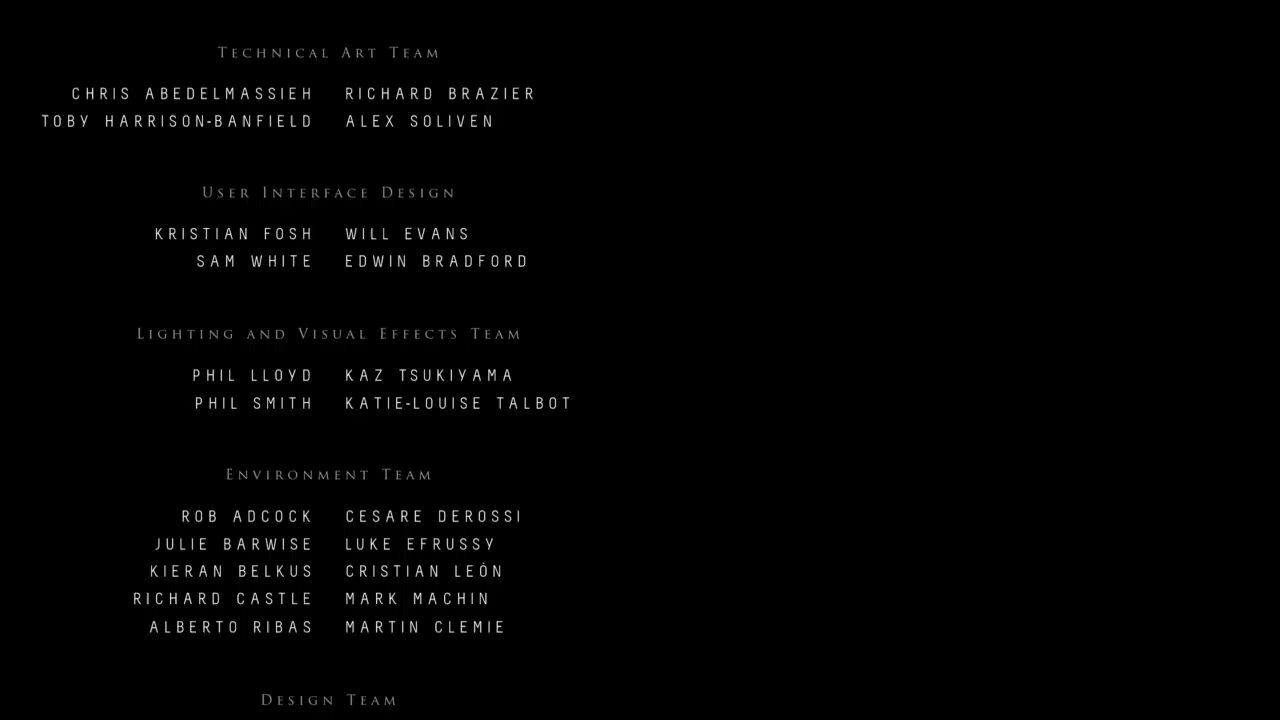 Technical Art Team
CHRIS ABEDELMASSIEH RICHARD BRAZIER
TOBY HARRISON-BANFIELD ALEX SOLIVEN
User Interface Design
KRISTIAN FOSH WILL EVANS
SAM WHITE EDWIN BRADFORD
Lighting and Visual Effects Team
PHIL LLOYD KAZ TSUKIYAMA
PHIL SMITH KATIE-LOUISE TALBOT
Environment Team
ROB ADCOCK CESARE DEROSSI
JULIE BARWISE LUKE EFRUSSY
KIERAN BELKUS CRISTIAN LEÓN
RICHARD CASTLE MARK MACHIN
ALBERTO RIBAS MARTIN CLEMIE
Design Team